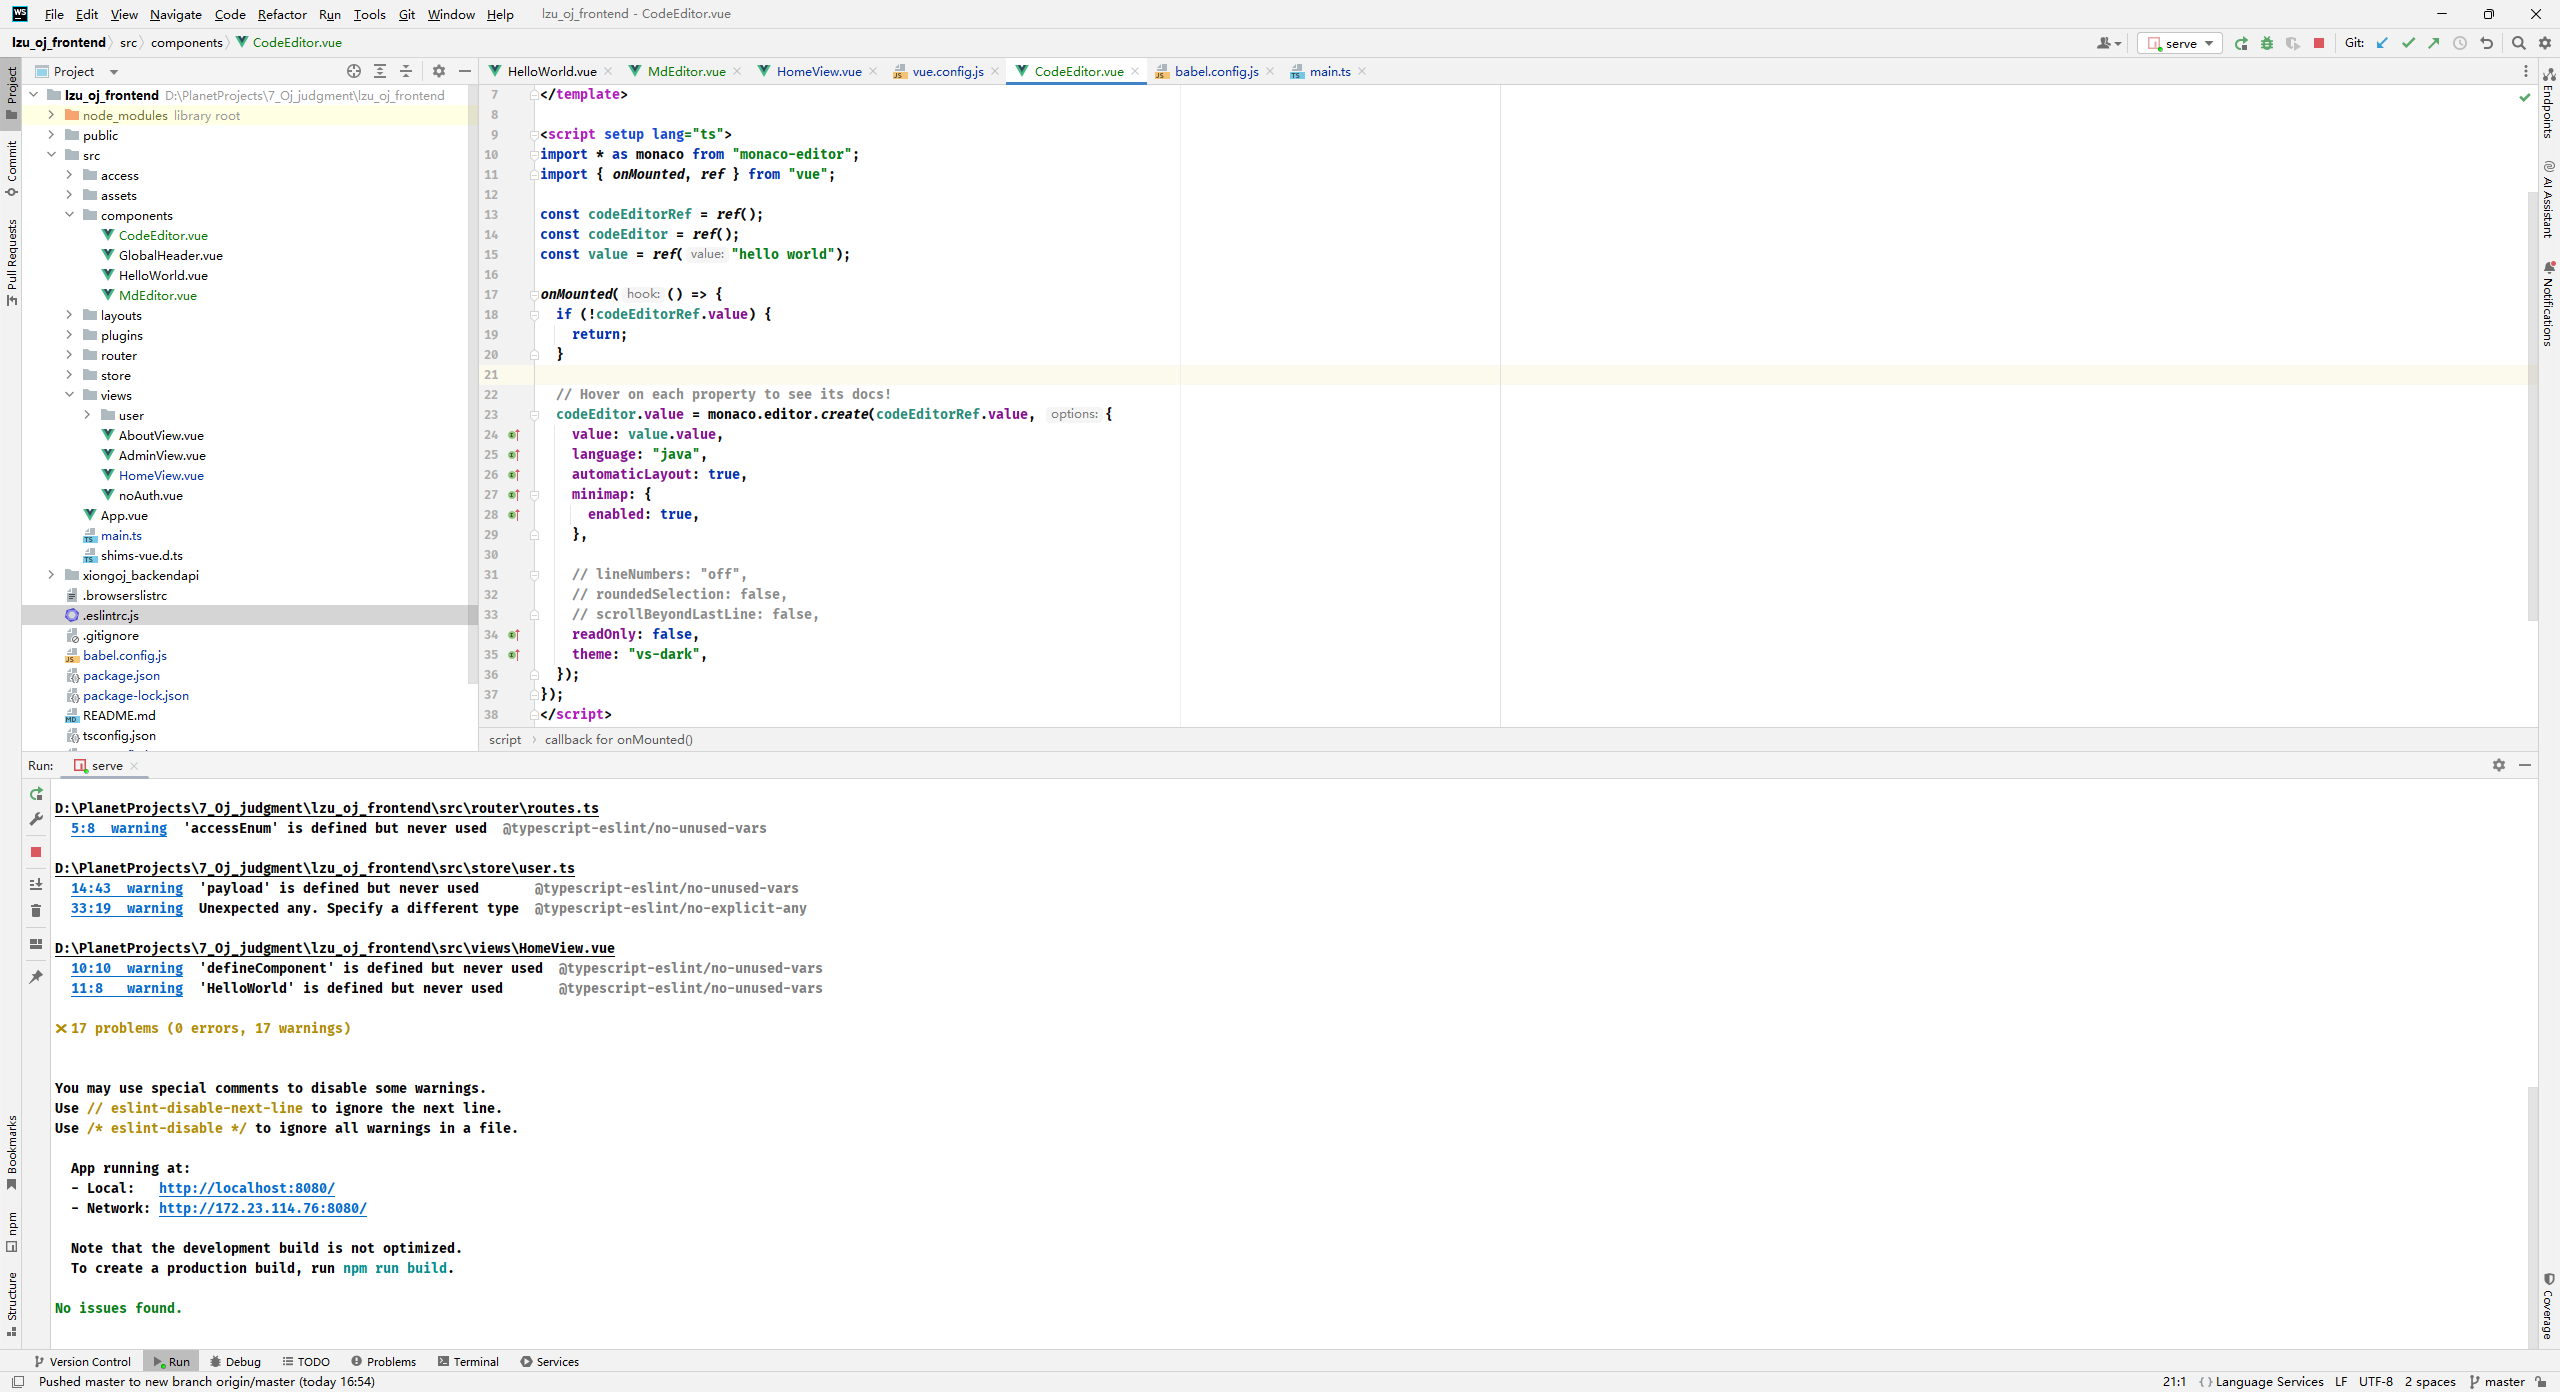 File Edit View Navigate Code Refactor Run Tools Git Window Help lzu_oj_frontend - CodeEditor.vue
lzu_oj_frontend src components CodeEditor.vue
serve Git:
Project
HelloWorld.vue MdEditor.vue HomeView.vue vue.config.js CodeEditor.vue babel.config.js main.ts
Project
Commit
Pull Requests
lzu_oj_frontend D:\PlanetProjects\7_Oj_judgment\lzu_oj_frontend
node_modules library root
public
src
access
assets
components
CodeEditor.vue
GlobalHeader.vue
HelloWorld.vue
MdEditor.vue
layouts
plugins
router
store
views
user
AboutView.vue
AdminView.vue
HomeView.vue
noAuth.vue
App.vue
main.ts
shims-vue.d.ts
xiongoj_backendapi
.browserslistrc
.eslintrc.js
.gitignore
babel.config.js
package.json
package-lock.json
README.md
tsconfig.json
7 </template>
8
9 <script setup lang="ts">
10 import * as monaco from "monaco-editor";
11 import { onMounted, ref } from "vue";
12
13 const codeEditorRef = ref();
14 const codeEditor = ref();
15 const value = ref( value: "hello world");
16
17 onMounted( hook: () => {
18 if (!codeEditorRef.value) {
19 return;
20 }
21
22 // Hover on each property to see its docs!
23 codeEditor.value = monaco.editor.create(codeEditorRef.value, options: {
24 value: value.value,
25 language: "java",
26 automaticLayout: true,
27 minimap: {
28 enabled: true,
29 },
30
31 // lineNumbers: "off",
32 // roundedSelection: false,
33 // scrollBeyondLastLine: false,
34 readOnly: false,
35 theme: "vs-dark",
36 });
37 });
38 </script>
script callback for onMounted()
Endpoints
AI Assistant
Notifications
Run: serve
D:\PlanetProjects\7_Oj_judgment\lzu_oj_frontend\src\router\routes.ts
5:8 warning 'accessEnum' is defined but never used @typescript-eslint/no-unused-vars
D:\PlanetProjects\7_Oj_judgment\lzu_oj_frontend\src\store\user.ts
14:43 warning 'payload' is defined but never used @typescript-eslint/no-unused-vars
33:19 warning Unexpected any. Specify a different type @typescript-eslint/no-explicit-any
D:\PlanetProjects\7_Oj_judgment\lzu_oj_frontend\src\views\HomeView.vue
10:10 warning 'defineComponent' is defined but never used @typescript-eslint/no-unused-vars
11:8 warning 'HelloWorld' is defined but never used @typescript-eslint/no-unused-vars
✖ 17 problems (0 errors, 17 warnings)
You may use special comments to disable some warnings.
Use // eslint-disable-next-line to ignore the next line.
Use /* eslint-disable */ to ignore all warnings in a file.
App running at:
- Local: http://localhost:8080/
- Network: http://172.23.114.76:8080/
Note that the development build is not optimized.
To create a production build, run npm run build.
No issues found.
Bookmarks
npm
Structure
Coverage
Version Control Run Debug TODO Problems Terminal Services
Pushed master to new branch origin/master (today 16:54) 21:1 Language Services LF UTF-8 2 spaces master